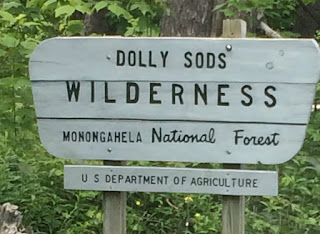 DOLLY SODS
WILDERNESS
MONONGAHELA National Forest
U S DEPARTMENT OF AGRICULTURE